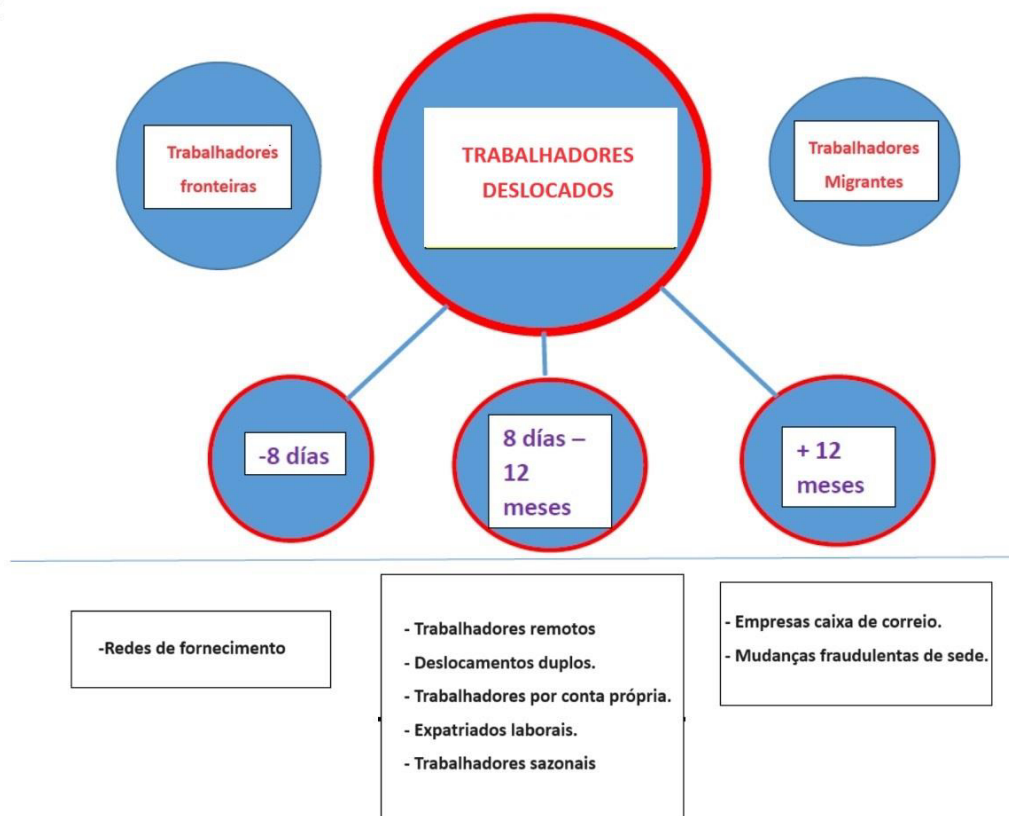 Trabalhadores
fronteiras
TRABALHADORES
DESLOCADOS
Trabalhadores
Migrantes
-8 días
8 días –
12
meses
+ 12
meses
-Redes de fornecimento
- Trabalhadores remotos
- Deslocamentos duplos.
- Trabalhadores por conta própria.
- Expatriados laborais.
- Trabalhadores sazonais
- Empresas caixa de correio.
- Mudanças fraudulentas de sede.